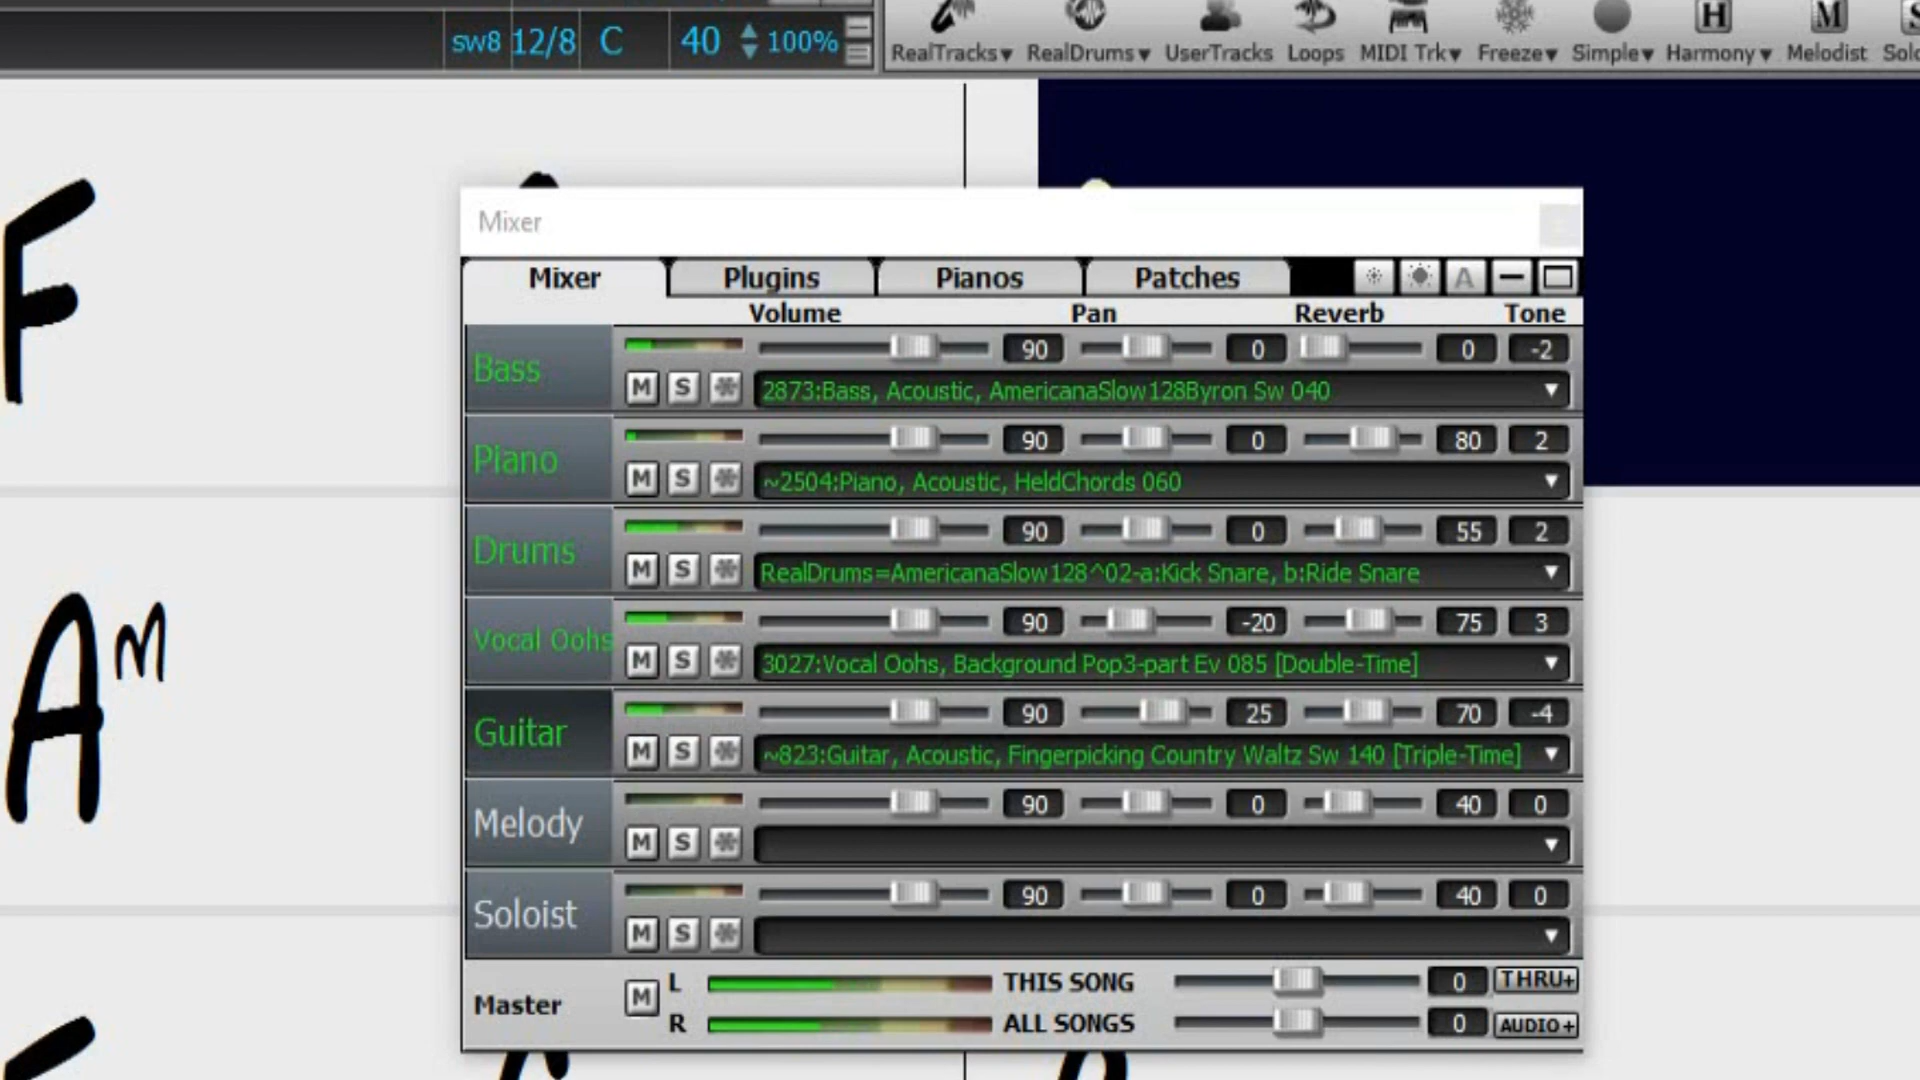 sw8 12/8 C 40 100%
RealTracks RealDrums UserTracks Loops MIDI Trk Freeze Simple Harmony Melodist
F
Mixer
Mixer Plugins Pianos Patches A
Volume Pan Reverb Tone
Bass 90 0 0 -2
M S 2873:Bass, Acoustic, AmericanaSlow128Byron Sw 040
Piano 90 0 80 2
M S ~2504:Piano, Acoustic, HeldChords 060
Drums 90 0 55 2
M S RealDrums=AmericanaSlow128^02-a:Kick Snare, b:Ride Snare
Vocal Oohs 90 -20 75 3
M S 3027:Vocal Oohs, Background Pop3-part Ev 085 [Double-Time]
Am
Guitar 90 25 70 -4
M S ~823:Guitar, Acoustic, Fingerpicking Country Waltz Sw 140 [Triple-Time]
Melody 90 0 40 0
M S
Soloist 90 0 40 0
M S
Master M L THIS SONG 0 THRU+
R ALL SONGS 0 AUDIO+